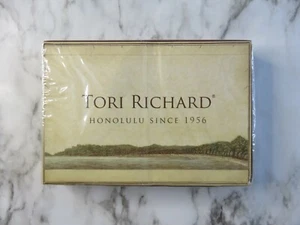 TORI RICHARD®
HONOLULU SINCE 1956